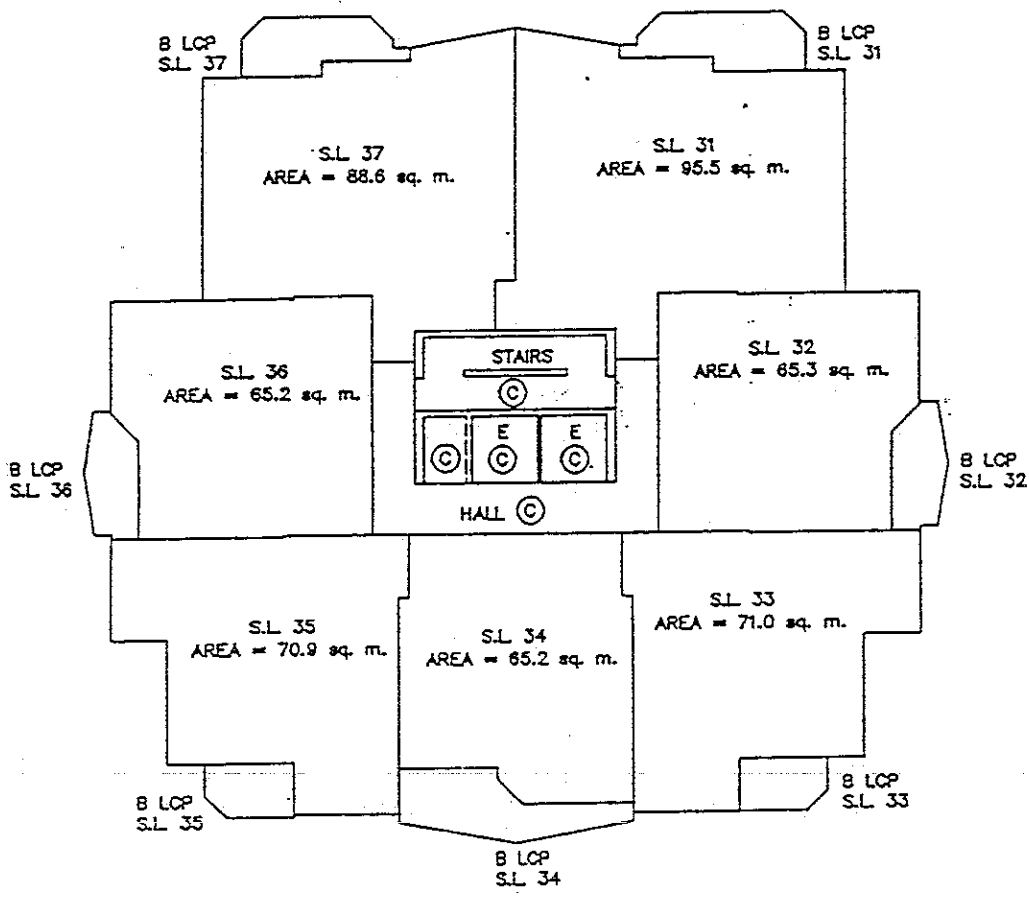 B LCP
S.L. 37
B LCP
S.L. 31
S.L. 37
AREA = 88.6 sq. m.
S.L. 31
AREA = 95.5 sq. m.
STAIRS
C
S.L. 36
AREA = 65.2 sq. m.
S.L. 32
AREA = 65.3 sq. m.
E
E
C
C
C
B LCP
S.L. 36
B LCP
S.L. 32
HALL C
S.L. 35
AREA = 70.9 sq. m.
S.L. 34
AREA = 65.2 sq. m.
S.L. 33
AREA = 71.0 sq. m.
B LCP
S.L. 35
B LCP
S.L. 33
B LCP
S.L. 34